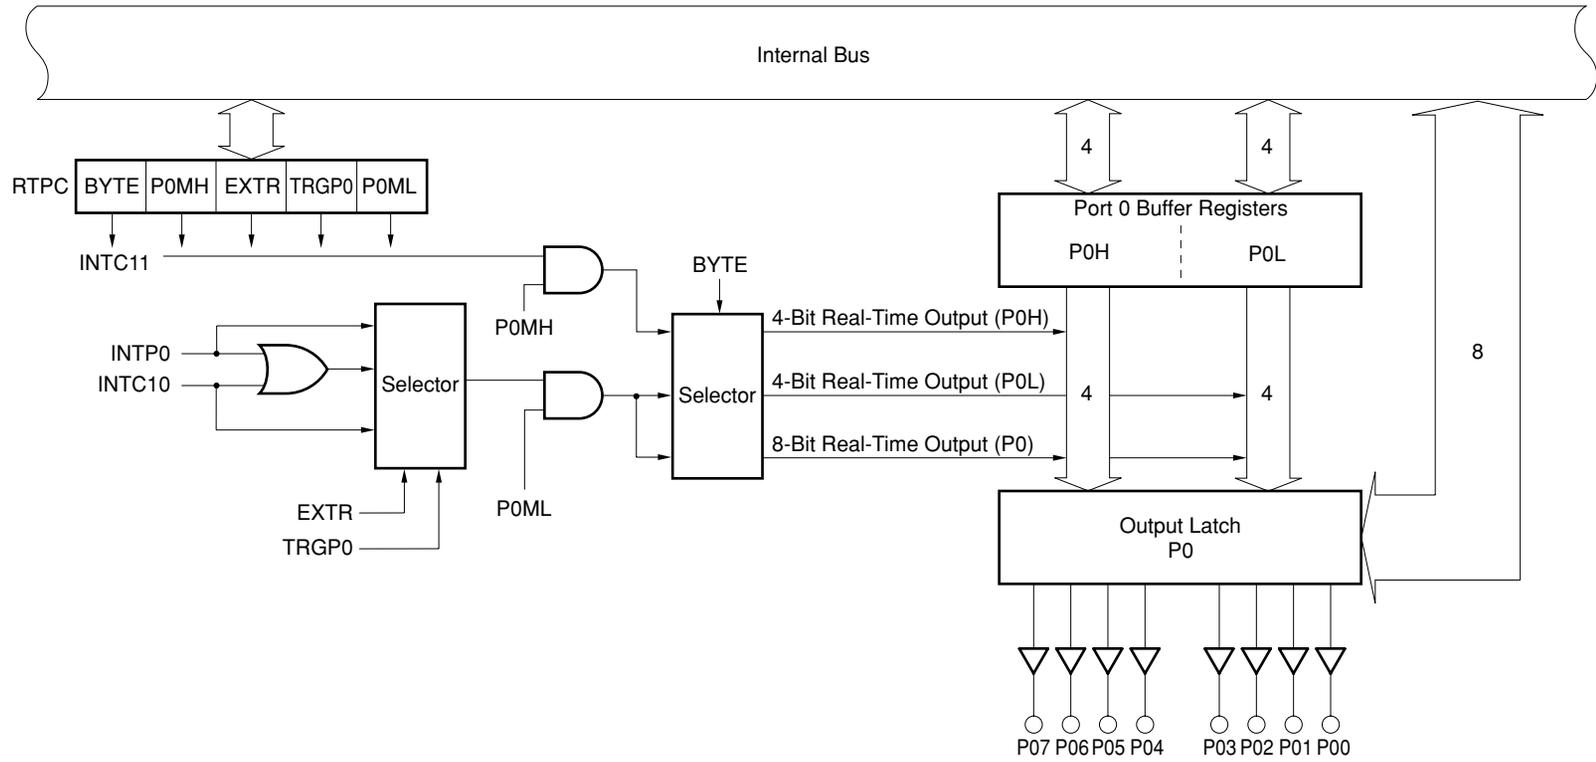 Internal Bus
4
4
RTPC
BYTE
P0MH
EXTR
TRGP0
P0ML
Port 0 Buffer Registers
P0H
P0L
INTC11
BYTE
P0MH
4-Bit Real-Time Output (P0H)
INTP0
INTC10
Selector
Selector
4-Bit Real-Time Output (P0L)
4
4
8
8-Bit Real-Time Output (P0)
P0ML
EXTR
TRGP0
Output Latch
P0
P07 P06 P05 P04 P03 P02 P01 P00